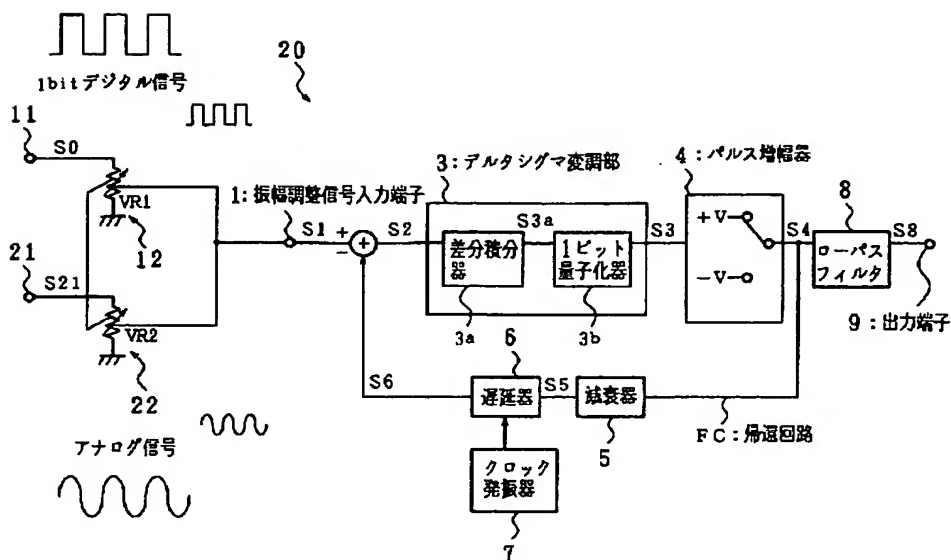 20
1bitデジタル信号
11
S0
VR1
12
21
S21
VR2
22
アナログ信号
1:振幅調整信号入力端子
S1
+
−
+
S2
3:デルタシグマ変調部
S3a
差分積分
器
3a
1ビット
量子化器
3b
S3
4:パルス増幅器
+V
−V
S4
8
ローパス
フィルタ
S8
9:出力端子
S6
6
遅延器
S5
減衰器
5
FC:帰還回路
クロック
発振器
7